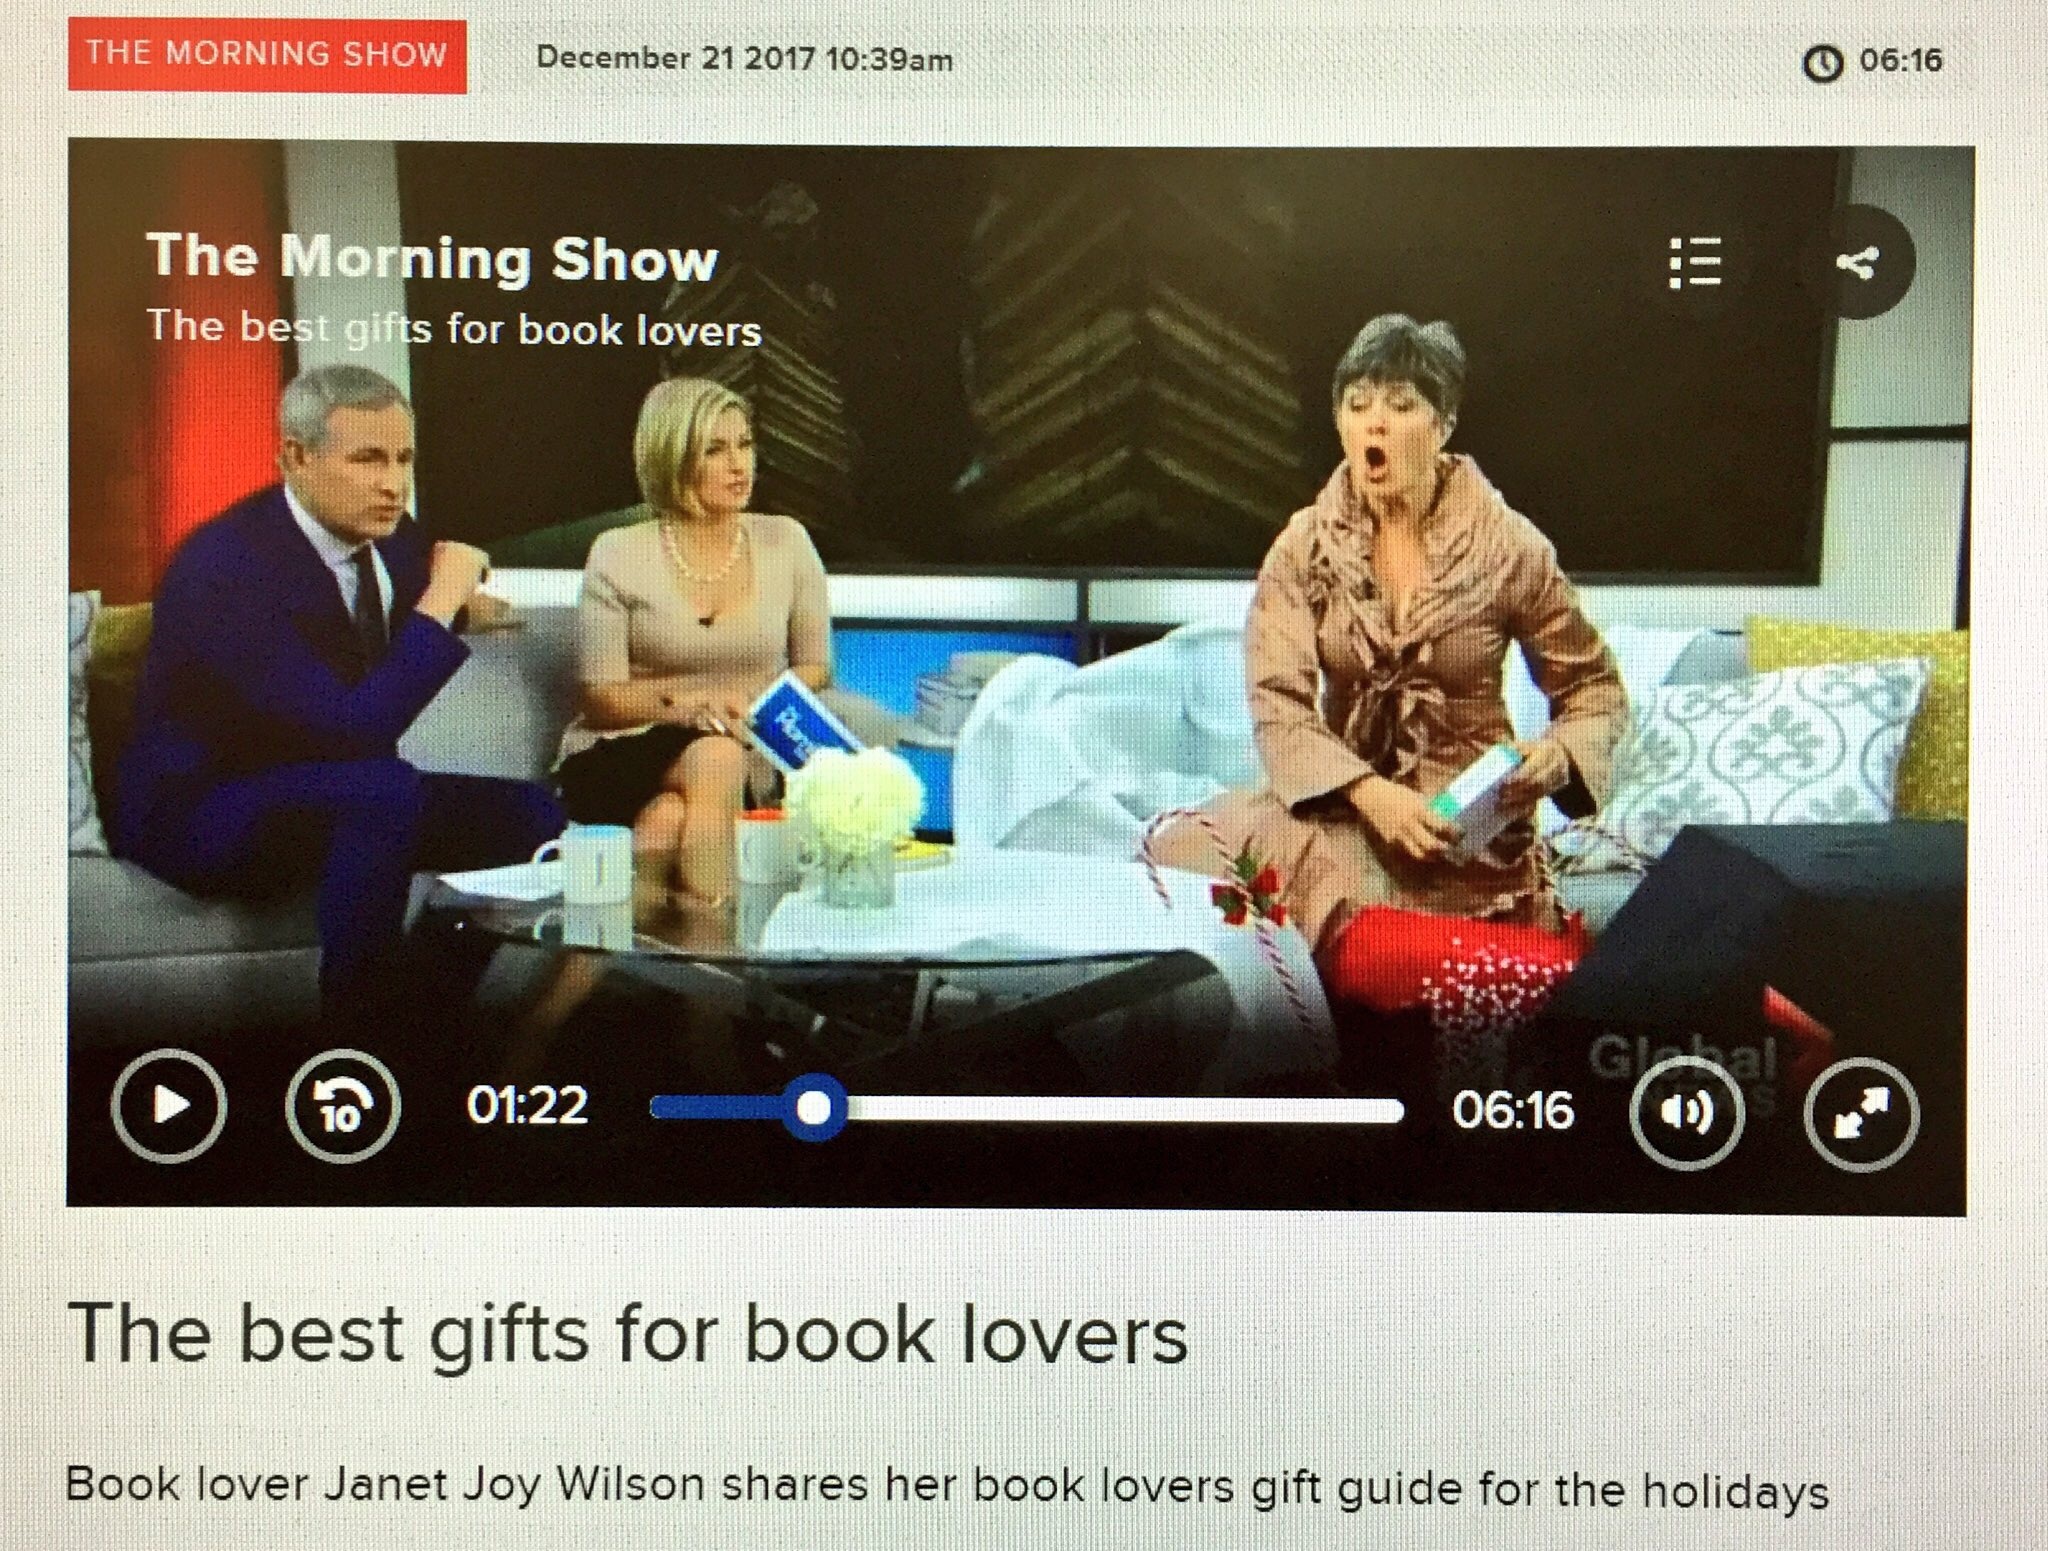 THE MORNING SHOW
December 21 2017 10:39am
06:16
The Morning Show
The best gifts for book lovers
10
01:22
06:16
Global
The best gifts for book lovers
Book lover Janet Joy Wilson shares her book lovers gift guide for the holidays